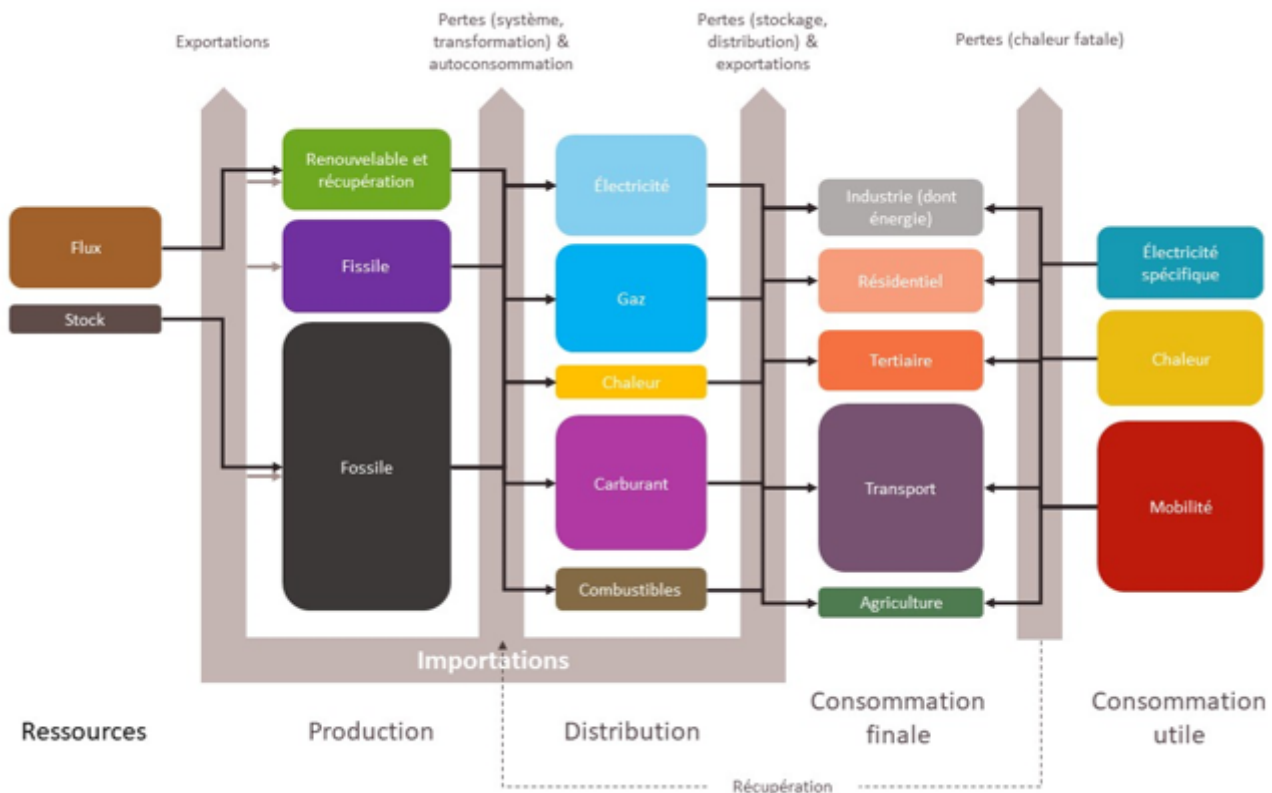 Exportations
Pertes (système,
transformation) &
autoconsommation
Pertes (stockage,
distribution) &
exportations
Pertes (chaleur fatale)
Flux
Stock
Renouvelable et
récupération
Fissile
Fossile
Électricité
Gaz
Chaleur
Carburant
Combustibles
Industrie (dont
énergie)
Résidentiel
Tertiaire
Transport
Agriculture
Électricité
spécifique
Chaleur
Mobilité
Importations
Ressources
Production
Distribution
Consommation
finale
Consommation
utile
Récupération